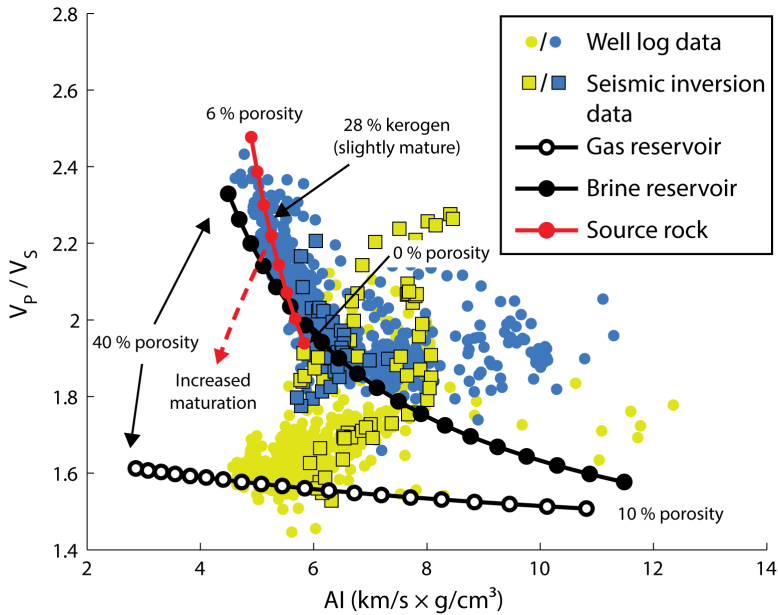 2.8
2.6
2.4
2.2
2
1.8
1.6
1.4
V_P / V_S
2
4
6
8
10
12
14
AI (km/s × g/cm³)
6 % porosity
28 % kerogen
(slightly mature)
0 % porosity
40 % porosity
Increased
maturation
10 % porosity
/ Well log data
/ Seismic inversion
data
Gas reservoir
Brine reservoir
Source rock